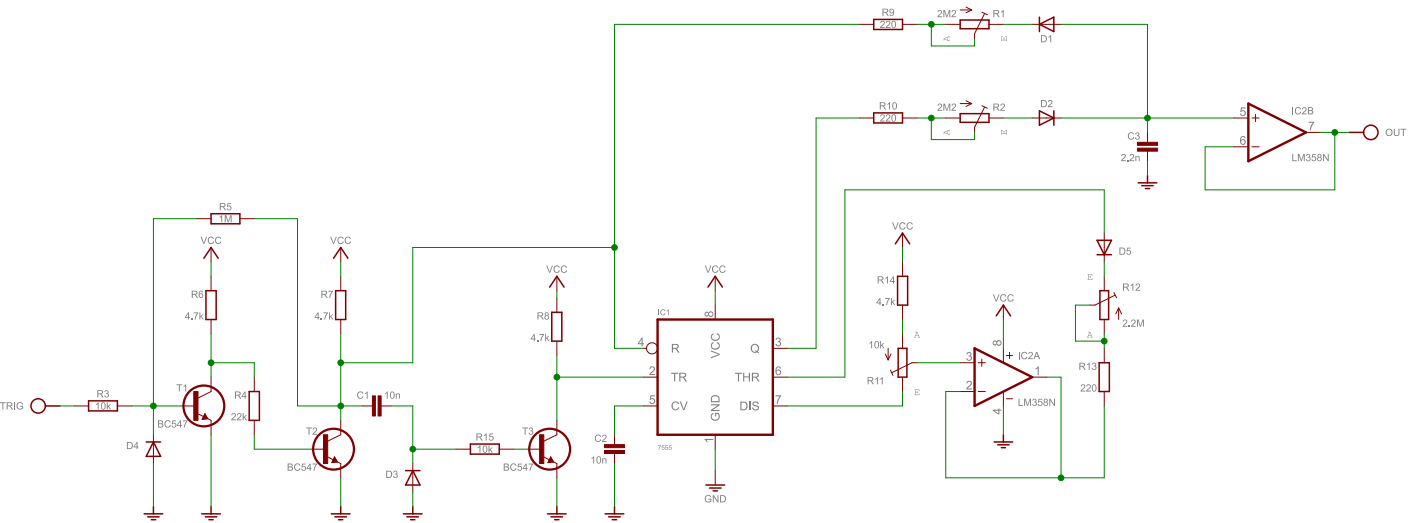 R9
220
2M2
R1
A
E
D1
R10
220
2M2
R2
A
E
D2
C3
2.2n
5
6
7
IC2B
LM358N
OUT
R5
1M
VCC
VCC
VCC
VCC
VCC
VCC
R6
4.7k
R7
4.7k
R8
4.7k
IC1
8
VCC
4
R
Q
3
2
TR
THR
6
5
CV
DIS
7
GND
1
7555
GND
R14
4.7k
A
10k
R11
E
3
2
8
IC2A
1
4
LM358N
D5
E
R12
2.2M
A
R13
220
TRIG
R3
10k
D4
T1
BC547
R4
22k
T2
BC547
C1
10n
D3
R15
10k
T3
BC547
C2
10n